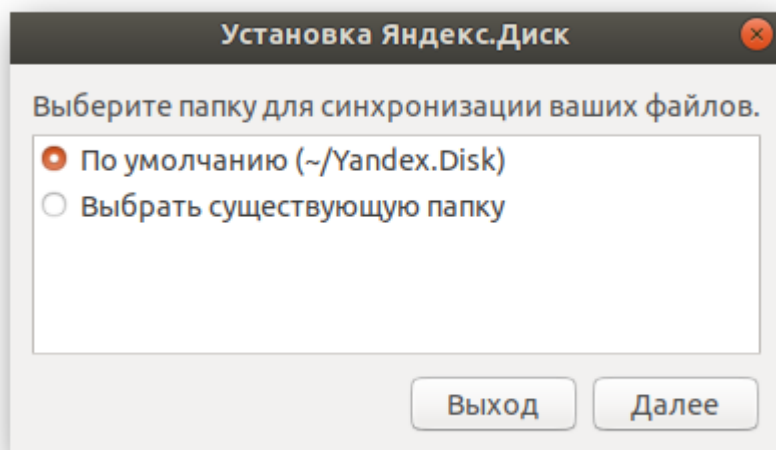 Установка Яндекс.Диск
Выберите папку для синхронизации ваших файлов.
По умолчанию (~/Yandex.Disk)
Выбрать существующую папку
Выход Далее